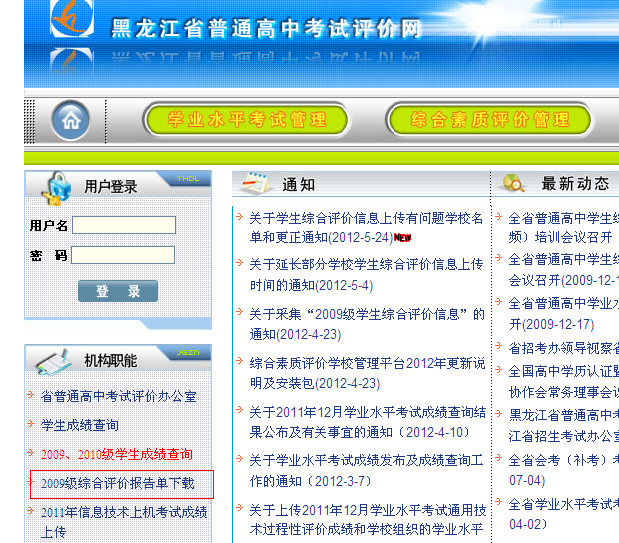 黑龙江省普通高中考试评价网
学业水平考试管理
综合素质评价管理
用户登录
YHDL
用户名
密 码
登 录
机构职能
JGZN
省普通高中考试评价办公室
学生成绩查询
2009、2010级学生成绩查询
2009级综合评价报告单下载
2011年信息技术上机考试成绩
上传
通知
关于学生综合评价信息上传有问题学校名
单和更正通知(2012-5-24)NEW
关于延长部分学校学生综合评价信息上传
时间的通知(2012-5-4)
关于采集“2009级学生综合评价信息”的
通知(2012-4-23)
综合素质评价学校管理平台2012年更新说
明及安装包(2012-4-23)
关于2011年12月学业水平考试成绩查询结
果公布及有关事宜的通知（2012-4-10）
关于学业水平考试成绩发布及成绩查询工
作的通知（2012-3-7）
关于上传2011年12月学业水平考试通用技
术过程性评价成绩和学校组织的学业水平
最新动态
全省普通高中学生综
频）培训会议召开
全省普通高中学生综
会议召开(2009-12-1
全省普通高中学业水
开(2009-12-17)
省招考办领导视察省
全国高中学历认证暨
协作会常务理事会议
黑龙江省普通高中考
江省招生考试办公室
全省会考（补考）考
07-04)
全省学业水平考试考
04-02）